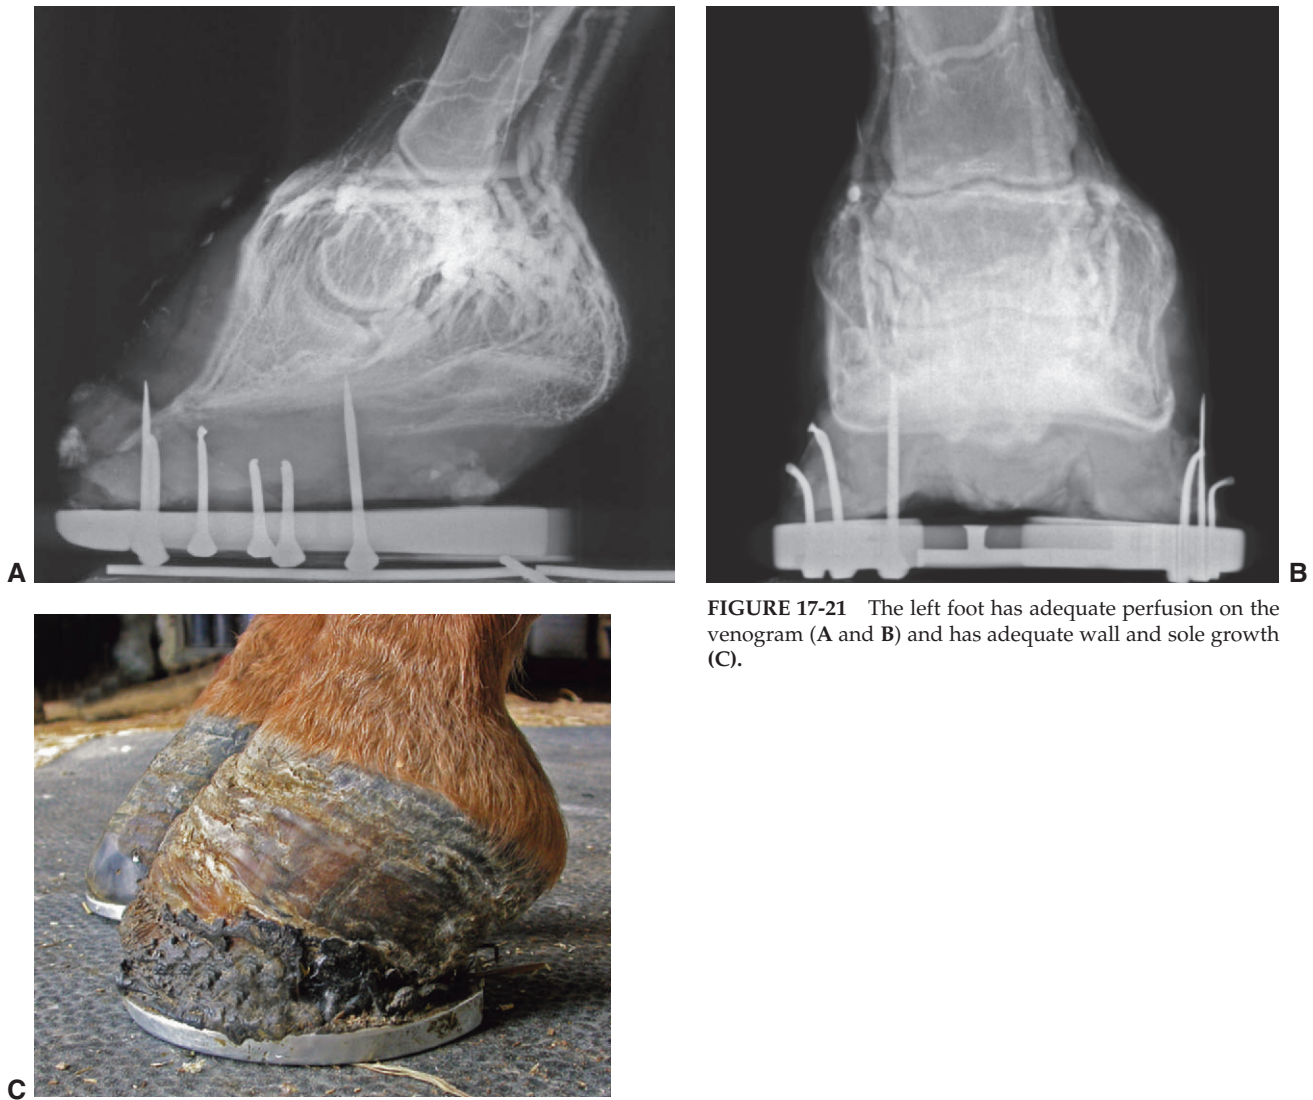 A
B
FIGURE 17-21 The left foot has adequate perfusion on the
venogram (A and B) and has adequate wall and sole growth
(C).
C